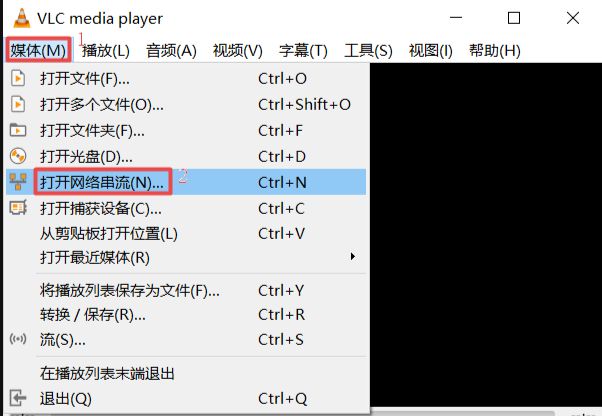 VLC media player
媒体(M) 1 播放(L) 音频(A) 视频(V) 字幕(T) 工具(S) 视图(I) 帮助(H)
打开文件(F)... Ctrl+O
打开多个文件(O)... Ctrl+Shift+O
打开文件夹(F)... Ctrl+F
打开光盘(D)... Ctrl+D
打开网络串流(N)... 2 Ctrl+N
打开捕获设备(C)... Ctrl+C
从剪贴板打开位置(L) Ctrl+V
打开最近媒体(R)
将播放列表保存为文件(F)... Ctrl+Y
转换 / 保存(R)... Ctrl+R
流(S)... Ctrl+S
在播放列表末端退出
退出(Q) Ctrl+Q